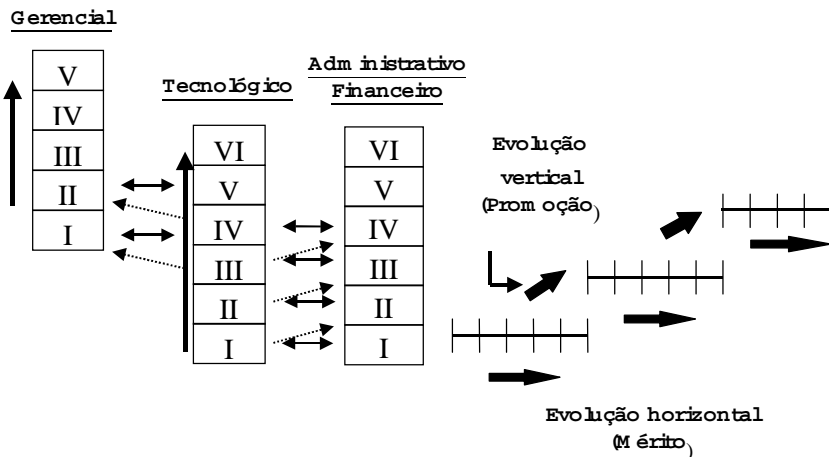 Gerencial
V
IV
III
II
I
Tecnológico
VI
V
IV
III
II
I
Administrativo
Financeiro
VI
V
IV
III
II
I
Evolução
vertical
(Promoção)
Evolução horizontal
(Mérito)